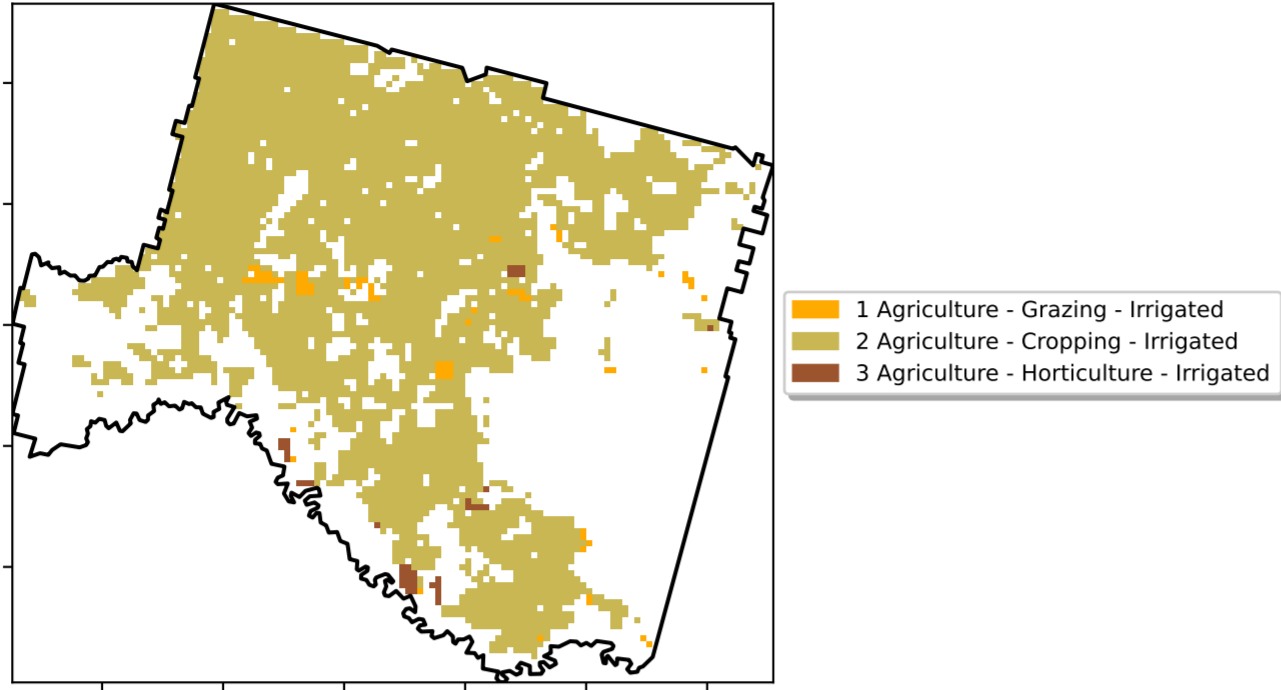 1 Agriculture - Grazing - Irrigated
2 Agriculture - Cropping - Irrigated
3 Agriculture - Horticulture - Irrigated